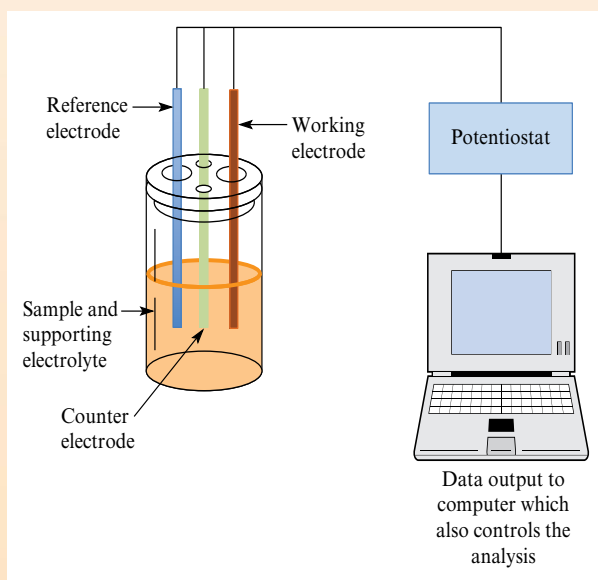 Reference
electrode
Working
electrode
Potentiostat
Sample and
supporting
electrolyte
Counter
electrode
Data output to
computer which
also controls the
analysis